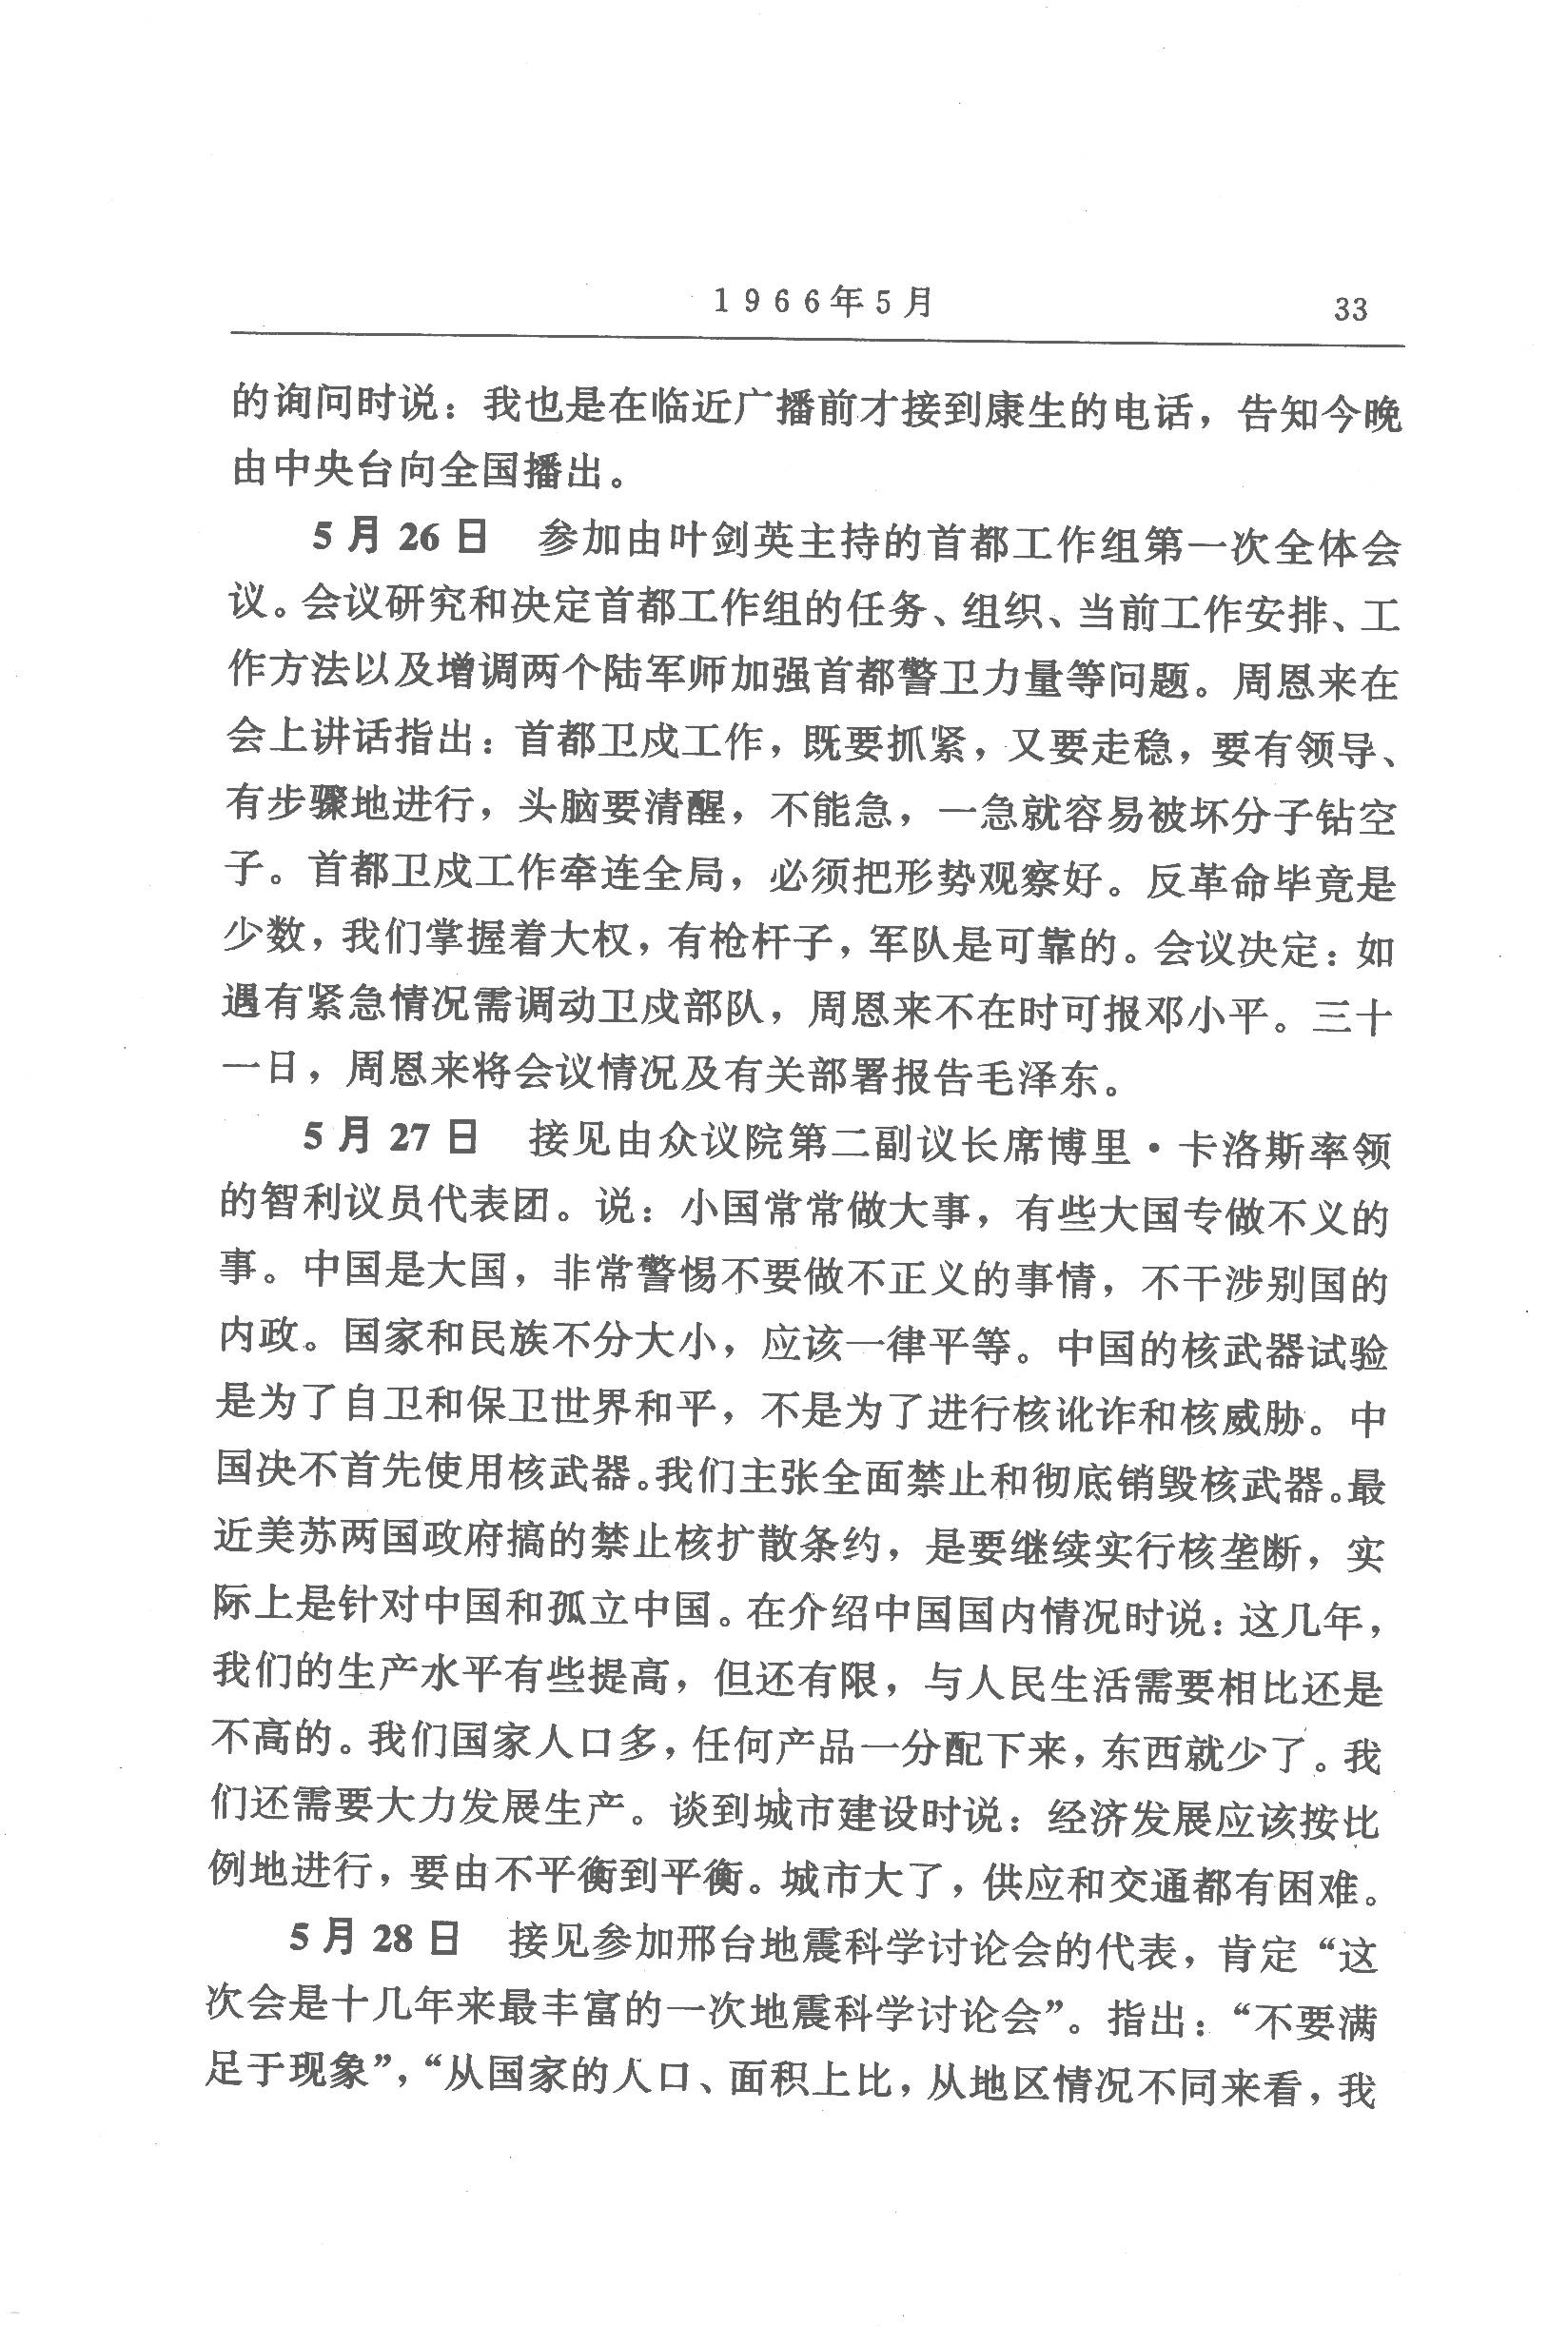 1966年5月 33
的询问时说：我也是在临近广播前才接到康生的电话，告知今晚
由中央台向全国播出。
5月26日 参加由叶剑英主持的首都工作组第一次全体会
议。会议研究和决定首都工作组的任务、组织、当前工作安排、工
作方法以及增调两个陆军师加强首都警卫力量等问题。周恩来在
会上讲话指出：首都卫戍工作，既要抓紧，又要走稳，要有领导、
有步骤地进行，头脑要清醒，不能急，一急就容易被坏分子钻空
子。首都卫戍工作牵连全局，必须把形势观察好。反革命毕竟是
少数，我们掌握着大权，有枪杆子，军队是可靠的。会议决定：如
遇有紧急情况需调动卫戍部队，周恩来不在时可报邓小平。三十
一日，周恩来将会议情况及有关部署报告毛泽东。
5月27日 接见由众议院第二副议长席博里·卡洛斯率领
的智利议员代表团。说：小国常常做大事，有些大国专做不义的
事。中国是大国，非常警惕不要做不正义的事情，不干涉别国的
内政。国家和民族不分大小，应该一律平等。中国的核武器试验
是为了自卫和保卫世界和平，不是为了进行核讹诈和核威胁。中
国决不首先使用核武器。我们主张全面禁止和彻底销毁核武器。最
近美苏两国政府搞的禁止核扩散条约，是要继续实行核垄断，实
际上是针对中国和孤立中国。在介绍中国国内情况时说：这几年，
我们的生产水平有些提高，但还有限，与人民生活需要相比还是
不高的。我们国家人口多，任何产品一分配下来，东西就少了。我
们还需要大力发展生产。谈到城市建设时说：经济发展应该按比
例地进行，要由不平衡到平衡。城市大了，供应和交通都有困难。
5月28日 接见参加邢台地震科学讨论会的代表，肯定“这
次会是十几年来最丰富的一次地震科学讨论会”。指出：“不要满
足于现象”，“从国家的人口、面积上比，从地区情况不同来看，我